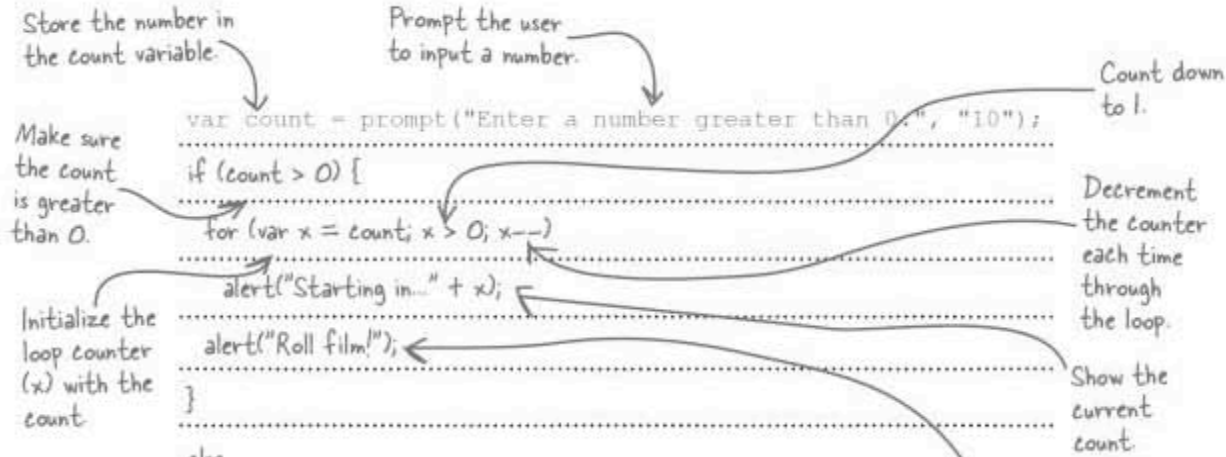 Store the number in
the count variable.
Prompt the user
to input a number.
Count down
to 1.
var count = prompt("Enter a number greater than 0:", "10");
Make sure
the count
is greater
than 0.
if (count > 0) {
for (var x = count; x > 0; x--)
Decrement
the counter
each time
through
the loop.
alert("Starting in..." + x);
Initialize the
loop counter
(x) with the
count
alert("Roll film!");
}
Show the
current
count.